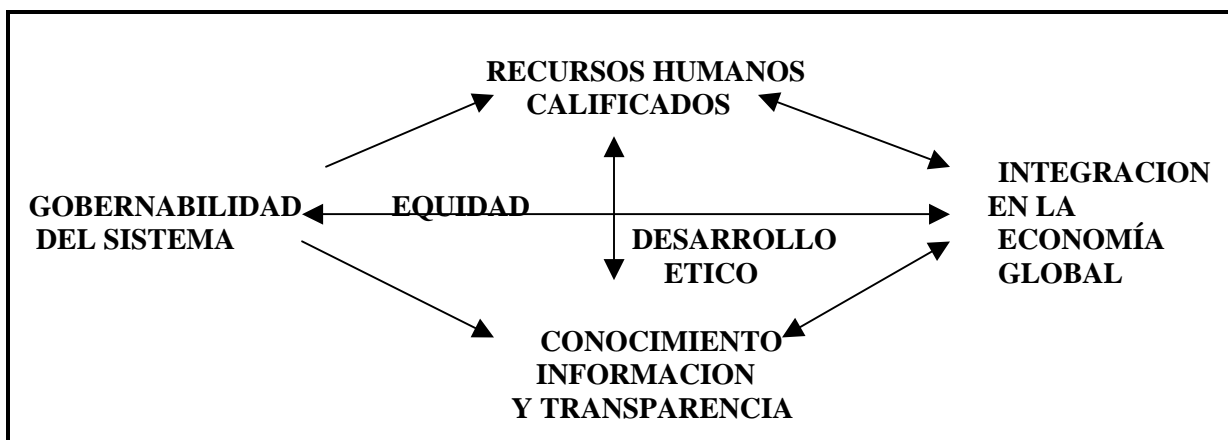 RECURSOS HUMANOS
CALIFICADOS
GOBERNABILIDAD
DEL SISTEMA
EQUIDAD
DESARROLLO
ETICO
INTEGRACION
EN LA
ECONOMÍA
GLOBAL
CONOCIMIENTO
INFORMACION
Y TRANSPARENCIA